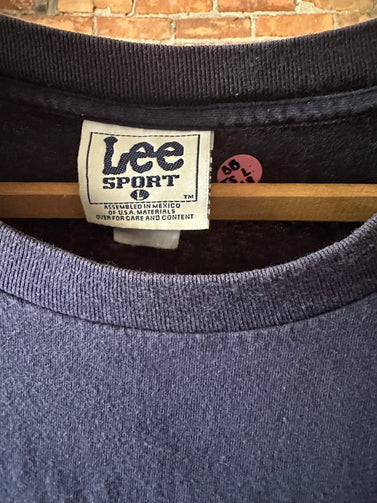 Lee
SPORT
L
™
ASSEMBLED IN MEXICO
OF U.S.A. MATERIALS
OVER FOR CARE AND CONTENT